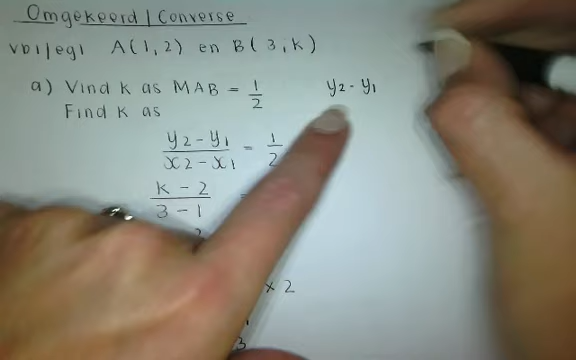 Omgekeerd / Converse
vb1/eg1 A(1,2) en B(3,k)
a) Vind k as MAB = 1/2
Find k as
y2 - y1
y2 - y1 / x2 - x1 = 1/2
k - 2 / 3 - 1 =
x 2
3